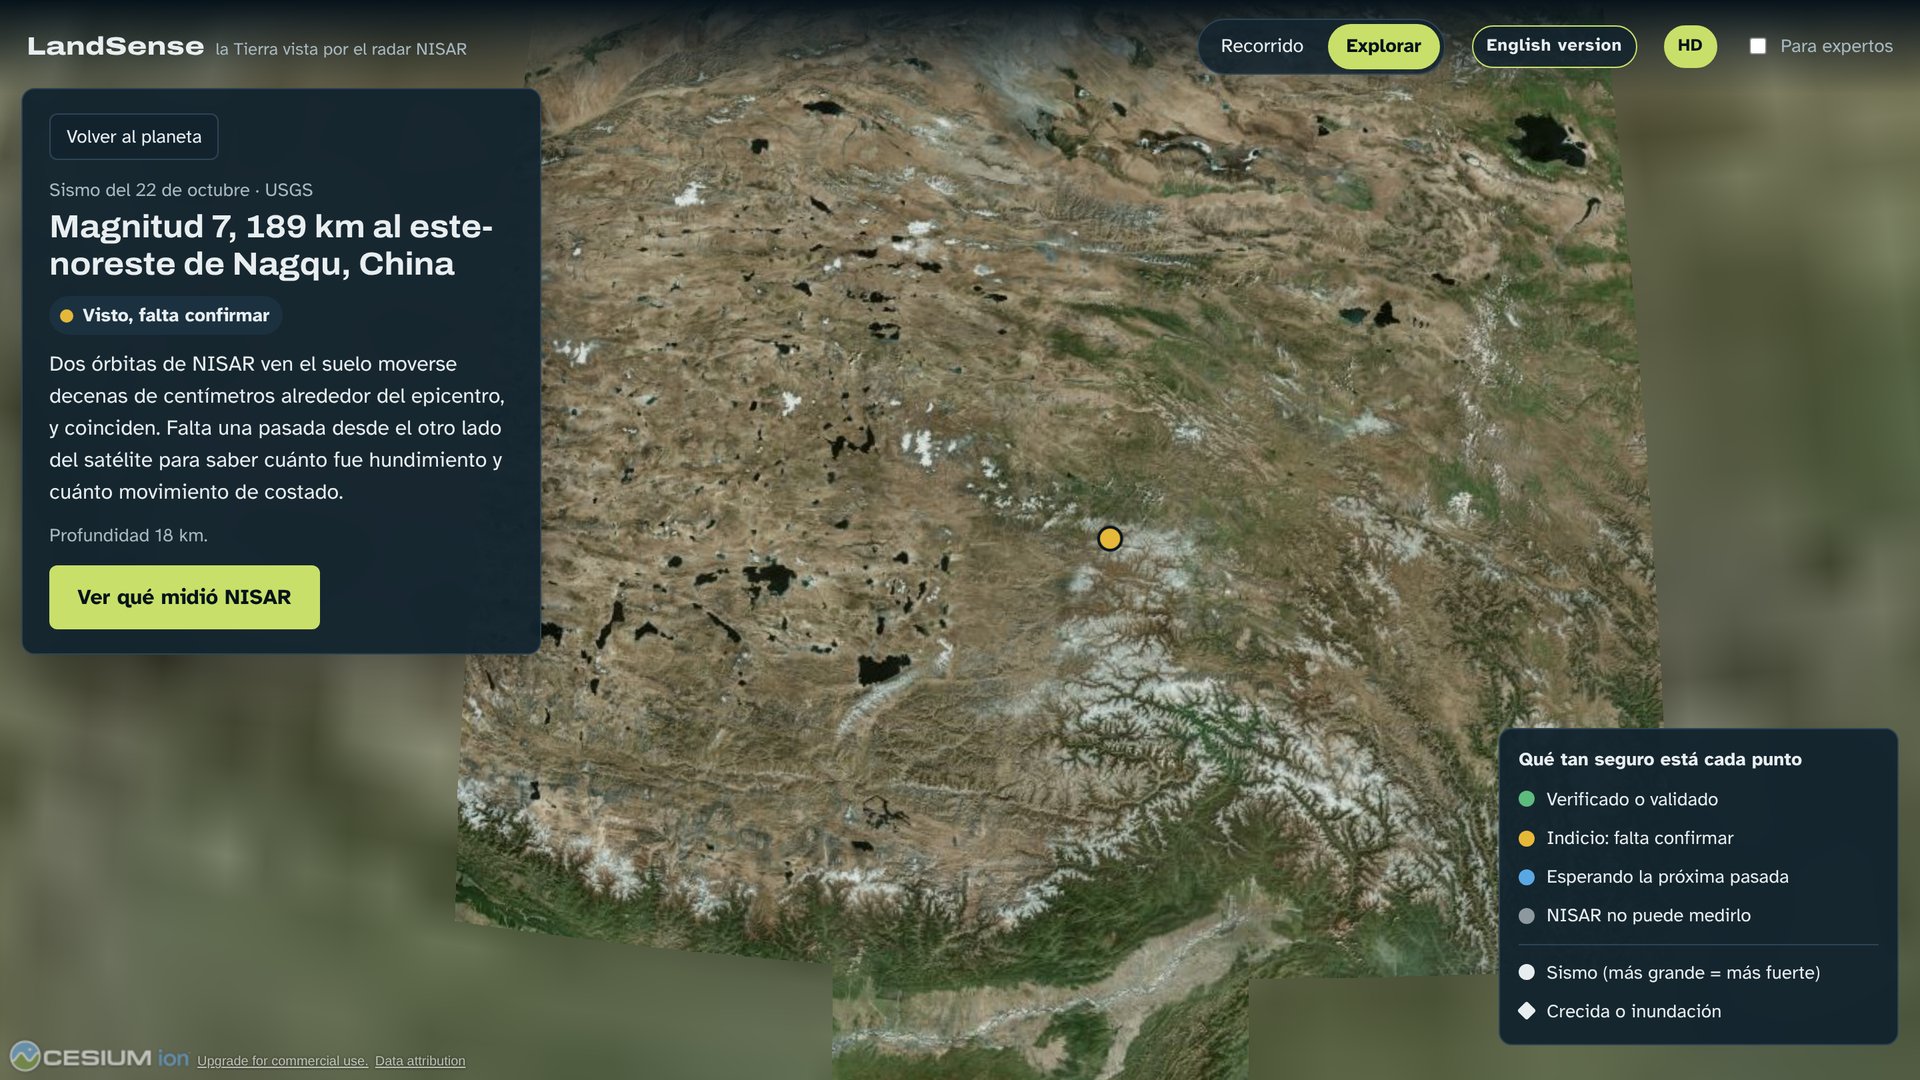 LandSense la Tierra vista por el radar NISAR
Recorrido Explorar English version HD Para expertos
Volver al planeta
Sismo del 22 de octubre · USGS
Magnitud 7, 189 km al este-
noreste de Nagqu, China
Visto, falta confirmar
Dos órbitas de NISAR ven el suelo moverse
decenas de centímetros alrededor del epicentro,
y coinciden. Falta una pasada desde el otro lado
del satélite para saber cuánto fue hundimiento y
cuánto movimiento de costado.
Profundidad 18 km.
Ver qué midió NISAR
Qué tan seguro está cada punto
Verificado o validado
Indicio: falta confirmar
Esperando la próxima pasada
NISAR no puede medirlo
Sismo (más grande = más fuerte)
Crecida o inundación
CESIUM ion Upgrade for commercial use. Data attribution